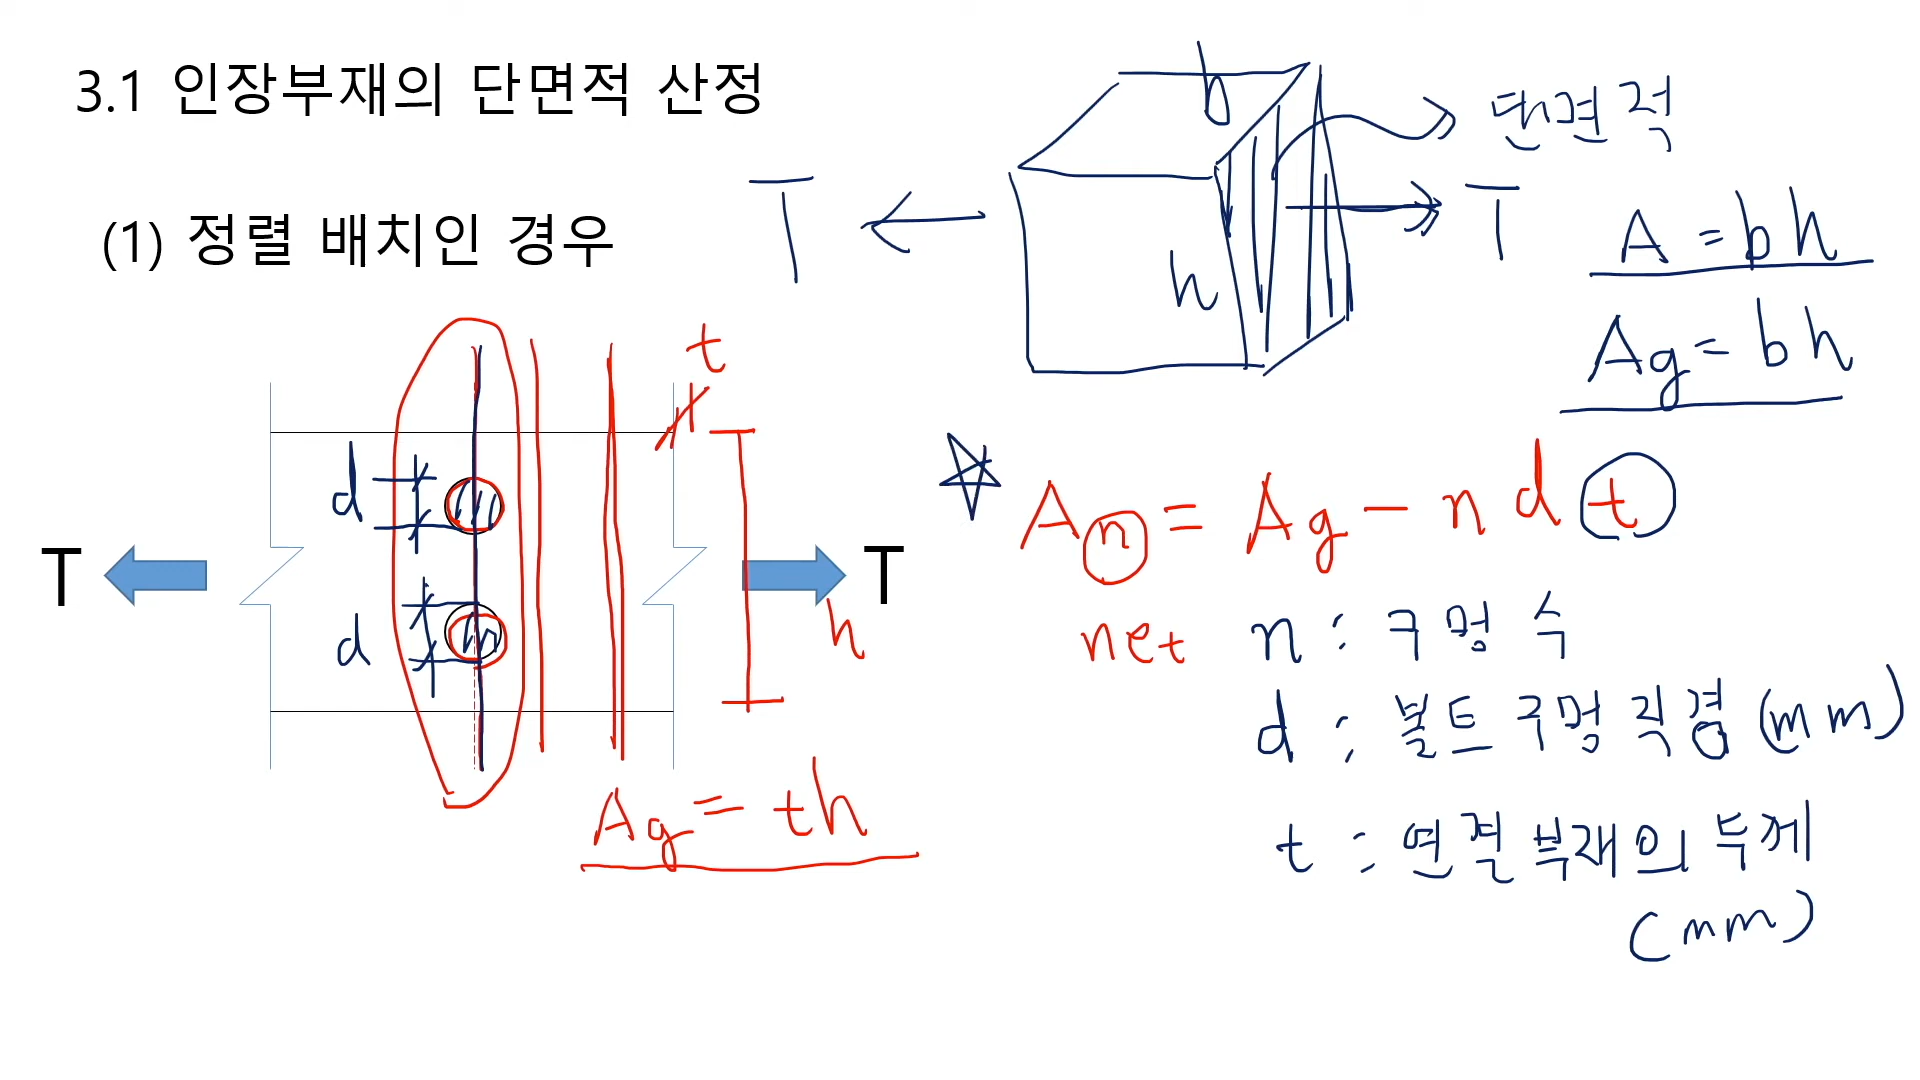 3.1 인장부재의 단면적 산정
(1) 정렬 배치인 경우
b
단면적
T
T
h
A = bh
Ag = bh
t
d
d
T
T
h
Ag = th
An = Ag - n d t
net
n : 구멍 수
d : 볼트 구멍 직경 (mm)
t : 연결부재의 두께
(mm)